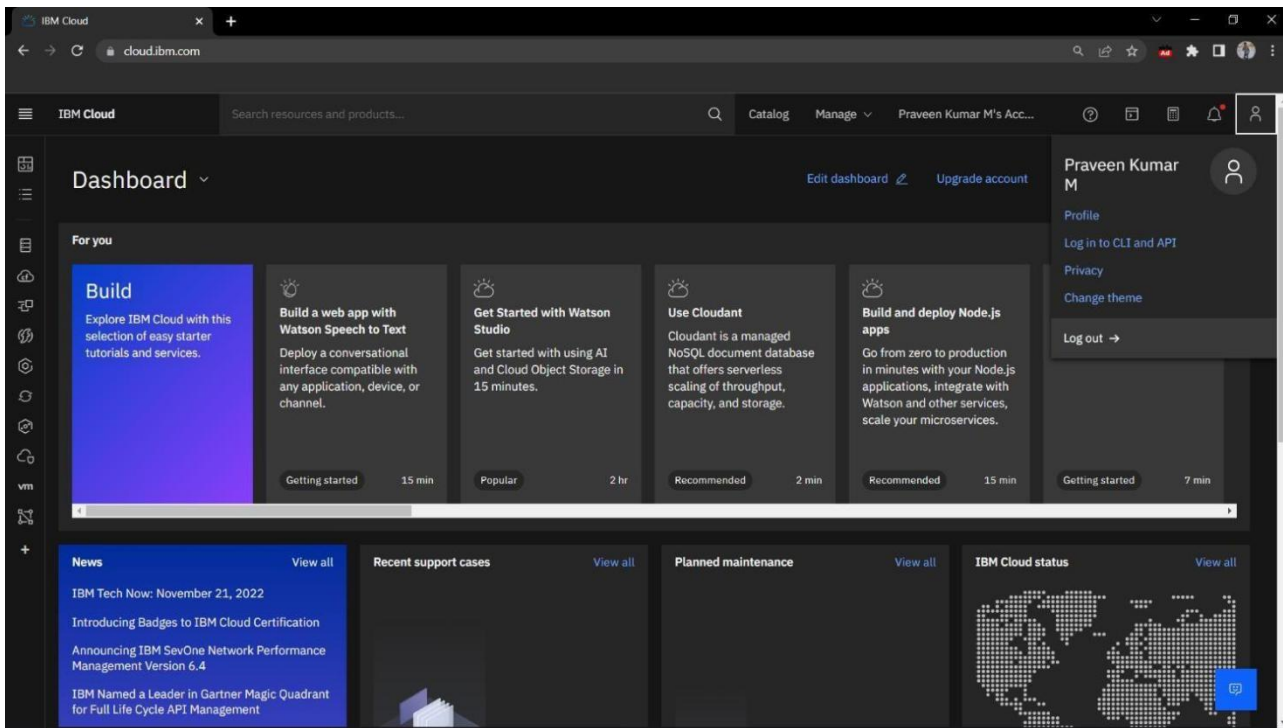 IBM Cloud
cloud.ibm.com
Ad
IBM Cloud
Search resources and products...
Catalog
Manage
Praveen Kumar M's Acc...
Dashboard
Edit dashboard
Upgrade account
Praveen Kumar
M
Profile
Log in to CLI and API
Privacy
Change theme
Log out →
For you
Build
Explore IBM Cloud with this
selection of easy starter
tutorials and services.
Build a web app with
Watson Speech to Text
Deploy a conversational
interface compatible with
any application, device, or
channel.
Getting started
15 min
Get Started with Watson
Studio
Get started with using AI
and Cloud Object Storage in
15 minutes.
Popular
2 hr
Use Cloudant
Cloudant is a managed
NoSQL document database
that offers serverless
scaling of throughput,
capacity, and storage.
Recommended
2 min
Build and deploy Node.js
apps
Go from zero to production
in minutes with your Node.js
applications, integrate with
Watson and other services,
scale your microservices.
Recommended
15 min
Getting started
7 min
vm
News
View all
IBM Tech Now: November 21, 2022
Introducing Badges to IBM Cloud Certification
Announcing IBM SevOne Network Performance
Management Version 6.4
IBM Named a Leader in Gartner Magic Quadrant
for Full Life Cycle API Management
Recent support cases
View all
Planned maintenance
View all
IBM Cloud status
View all